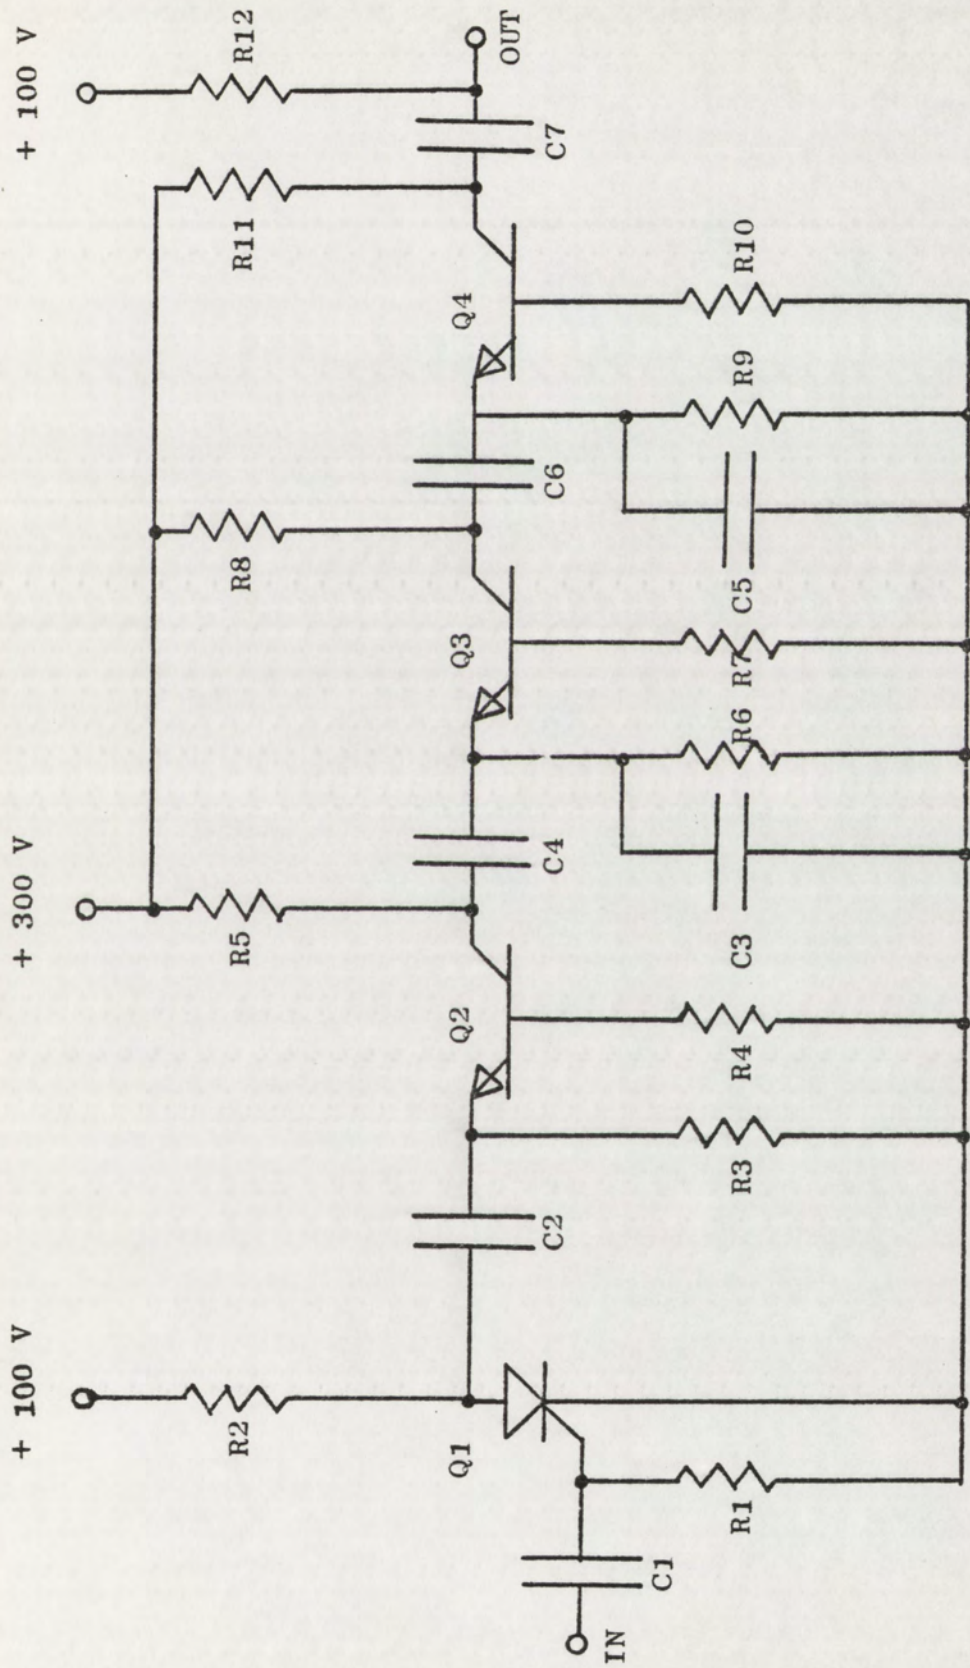 + 100 V
+ 300 V
+ 100 V
R2
R5
R8
R11
R12
Q1
Q2
Q3
Q4
C2
C4
C6
C7
OUT
IN
C1
R1
R3
R4
C3
R6
R7
C5
R9
R10